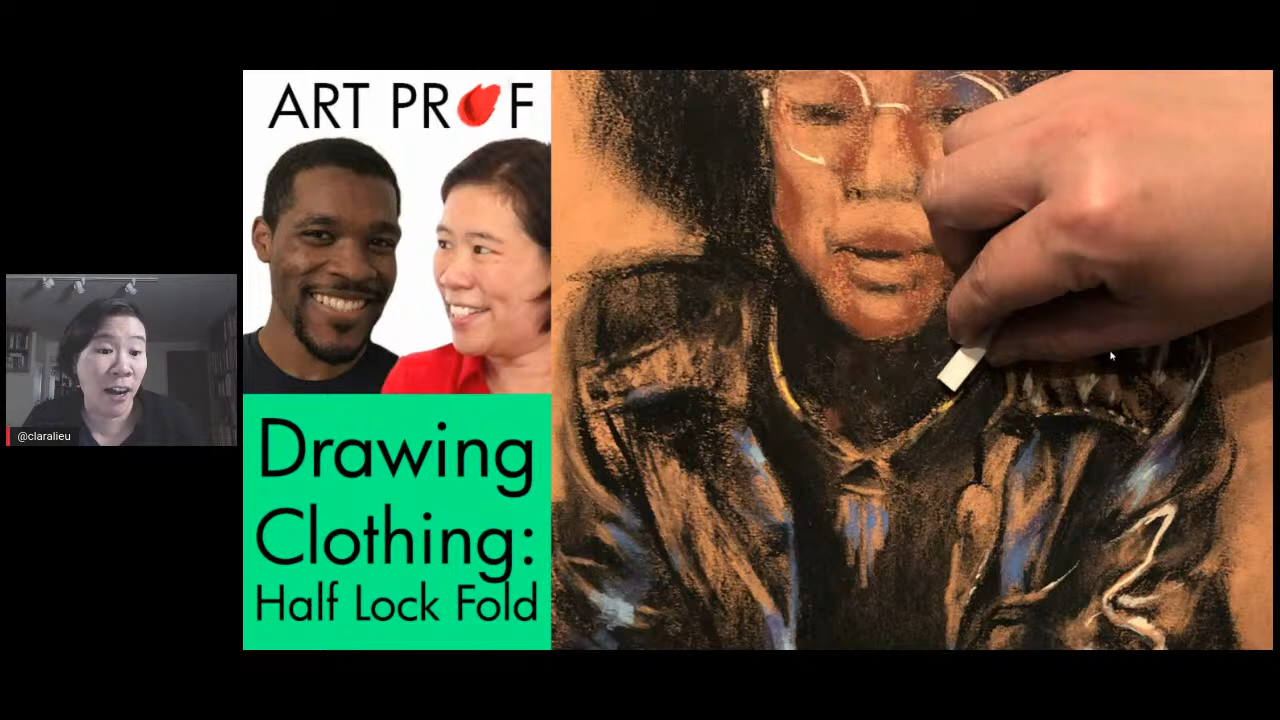 ART PROF
Drawing
Clothing:
Half Lock Fold
@claralieu